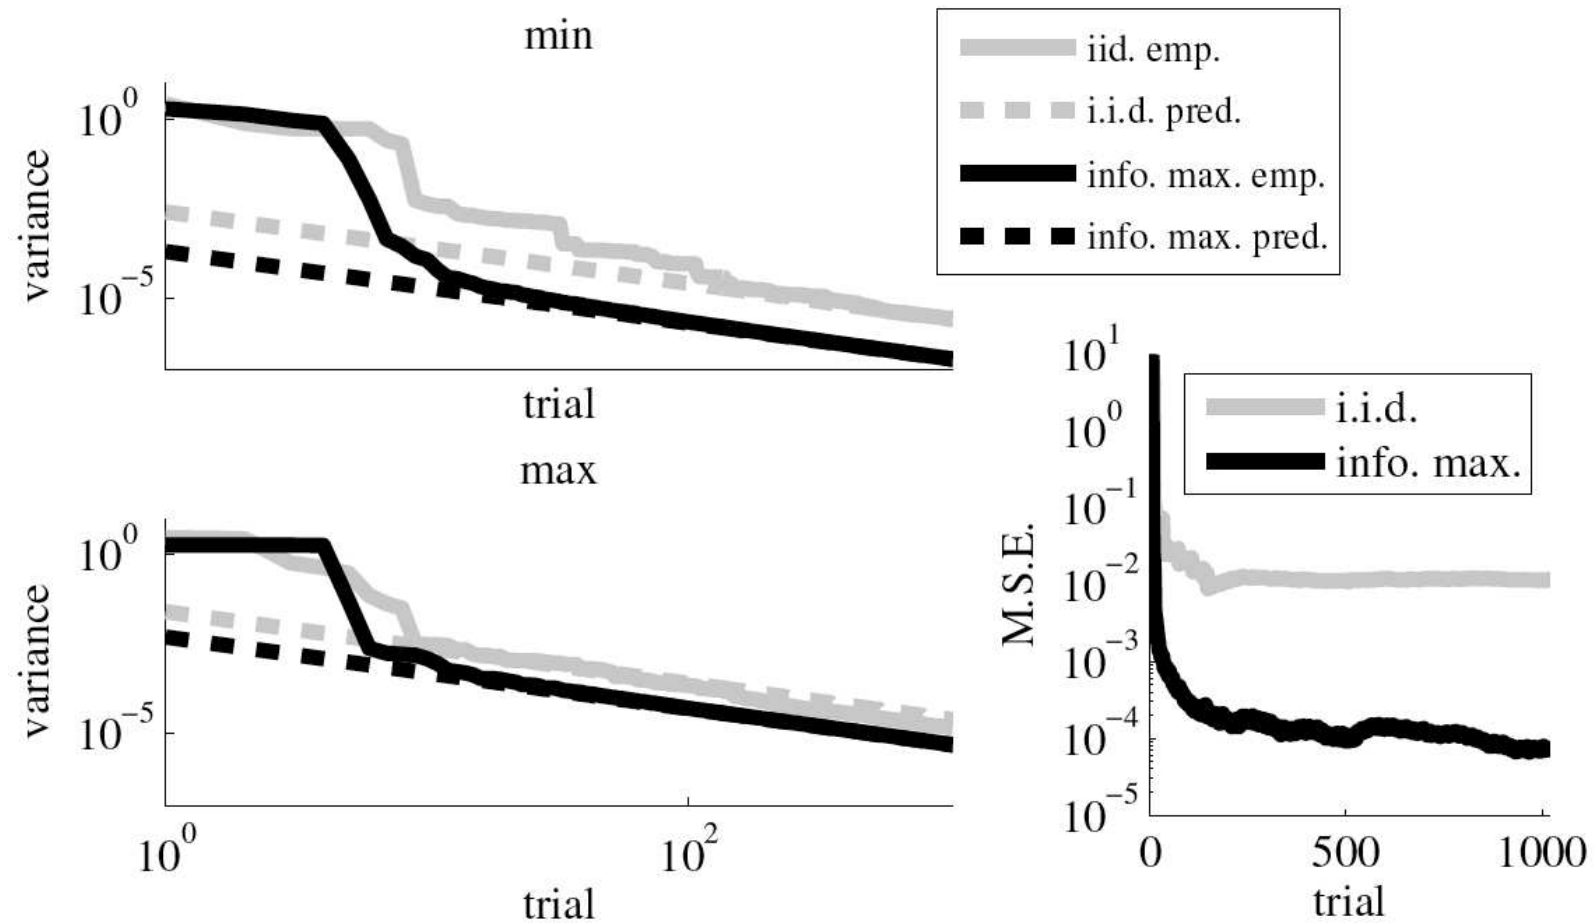 min
10^0
10^-5
variance
trial
iid. emp.
i.i.d. pred.
info. max. emp.
info. max. pred.
max
10^0
10^-5
variance
10^0
10^2
trial
10^1
10^0
10^-1
10^-2
10^-3
10^-4
10^-5
M.S.E.
i.i.d.
info. max.
0
500
1000
trial